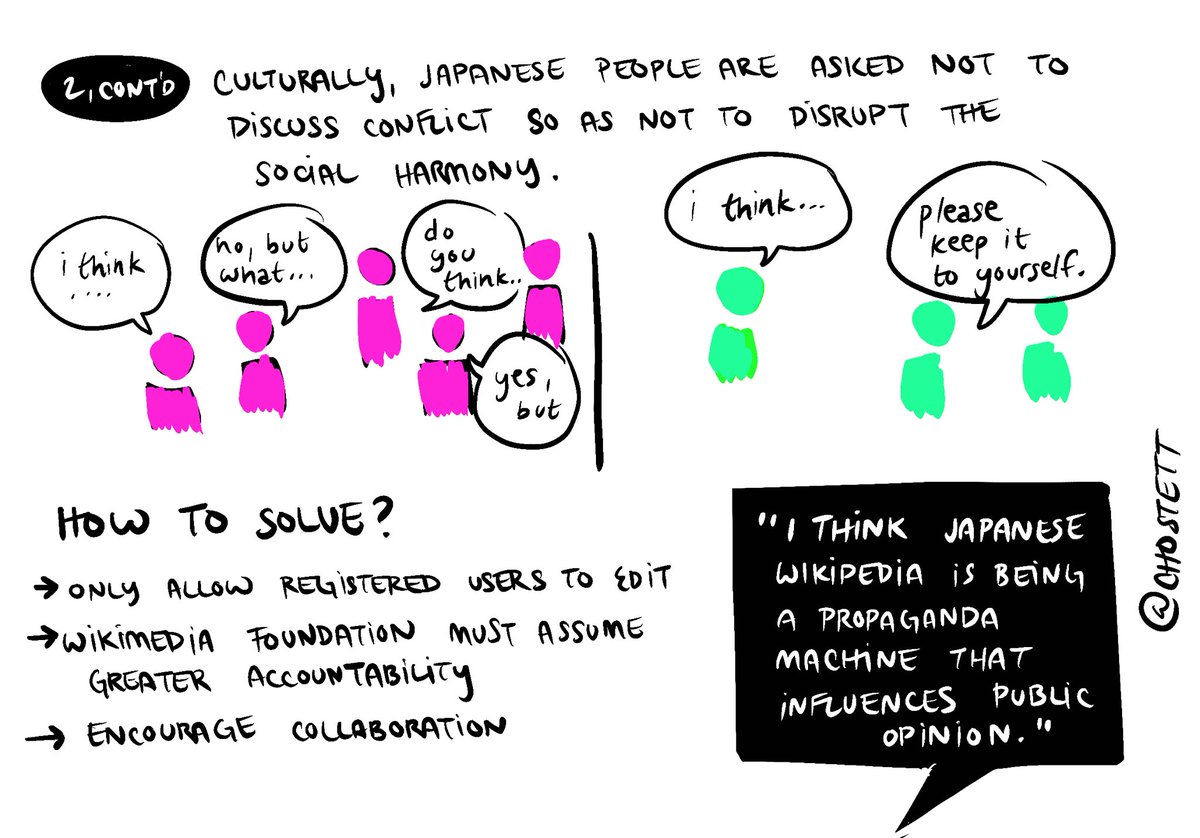 2, CONT'D
CULTURALLY, JAPANESE PEOPLE ARE ASKED NOT TO
DISCUSS CONFLICT SO AS NOT TO DISRUPT THE
SOCIAL HARMONY.
i think
.....
no, but
what...
do
you
think..
yes,
but
i think...
please
keep it
to yourself.
HOW TO SOLVE?
→ ONLY ALLOW REGISTERED USERS TO EDIT
→ WIKIMEDIA FOUNDATION MUST ASSUME
GREATER ACCOUNTABILITY
→ ENCOURAGE COLLABORATION
"I THINK JAPANESE
WIKIPEDIA IS BEING
A PROPAGANDA
MACHINE THAT
INFLUENCES PUBLIC
OPINION."
@CHOSTETT